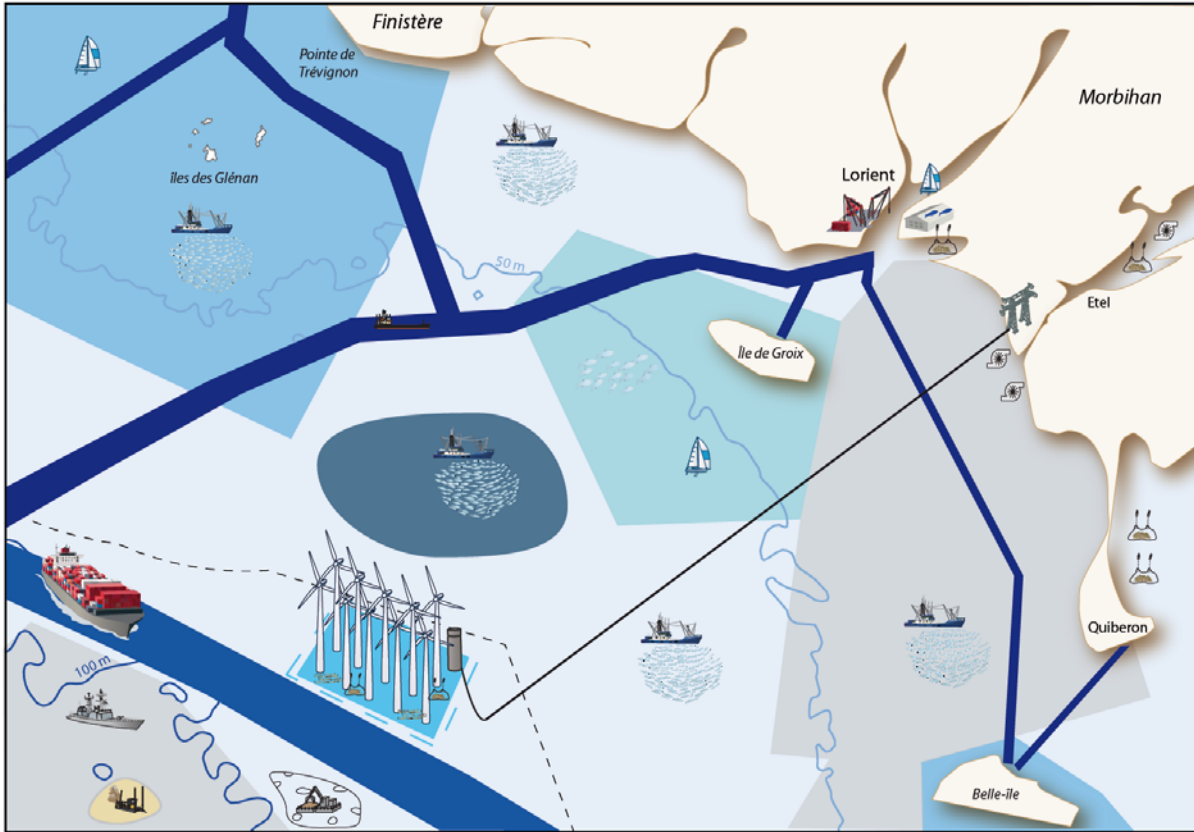 Finistère
Pointe de
Trévignon
Morbihan
îles des Glénan
Lorient
50 m
Etel
Île de Groix
Quiberon
100 m
Belle-île